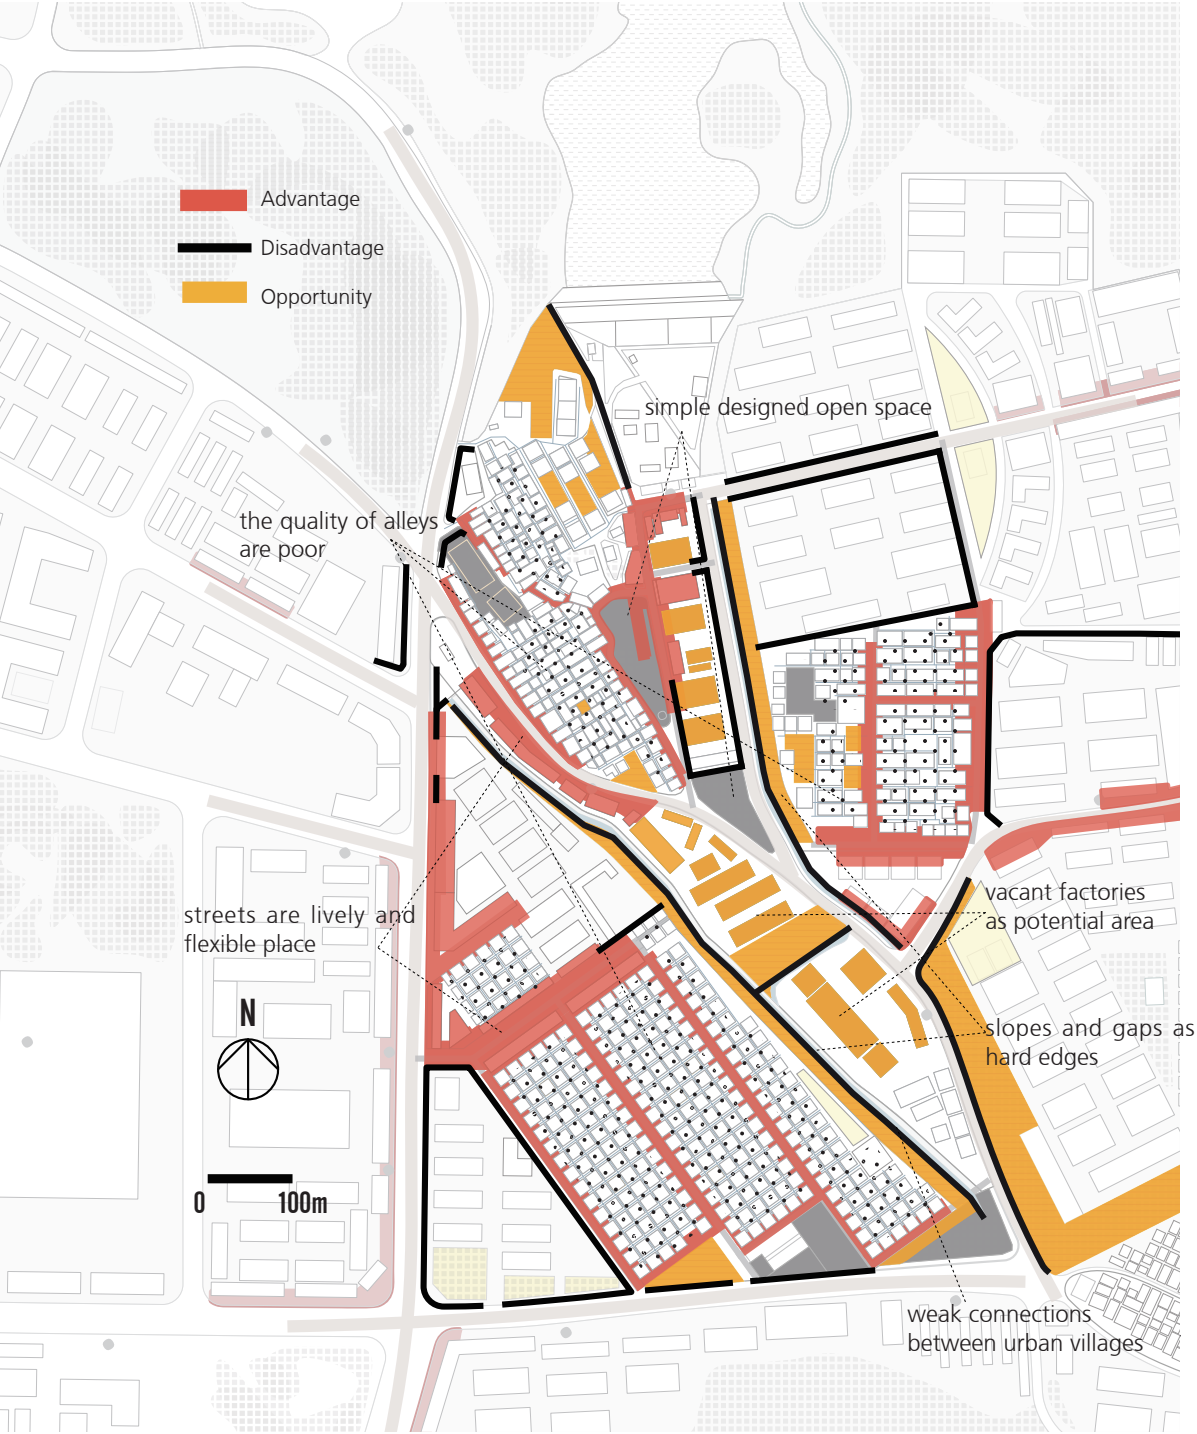 Advantage
Disadvantage
Opportunity
simple designed open space
the quality of alleys
are poor
streets are lively and
flexible place
vacant factories
as potential area
N
slopes and gaps as
hard edges
0 100m
weak connections
between urban villages